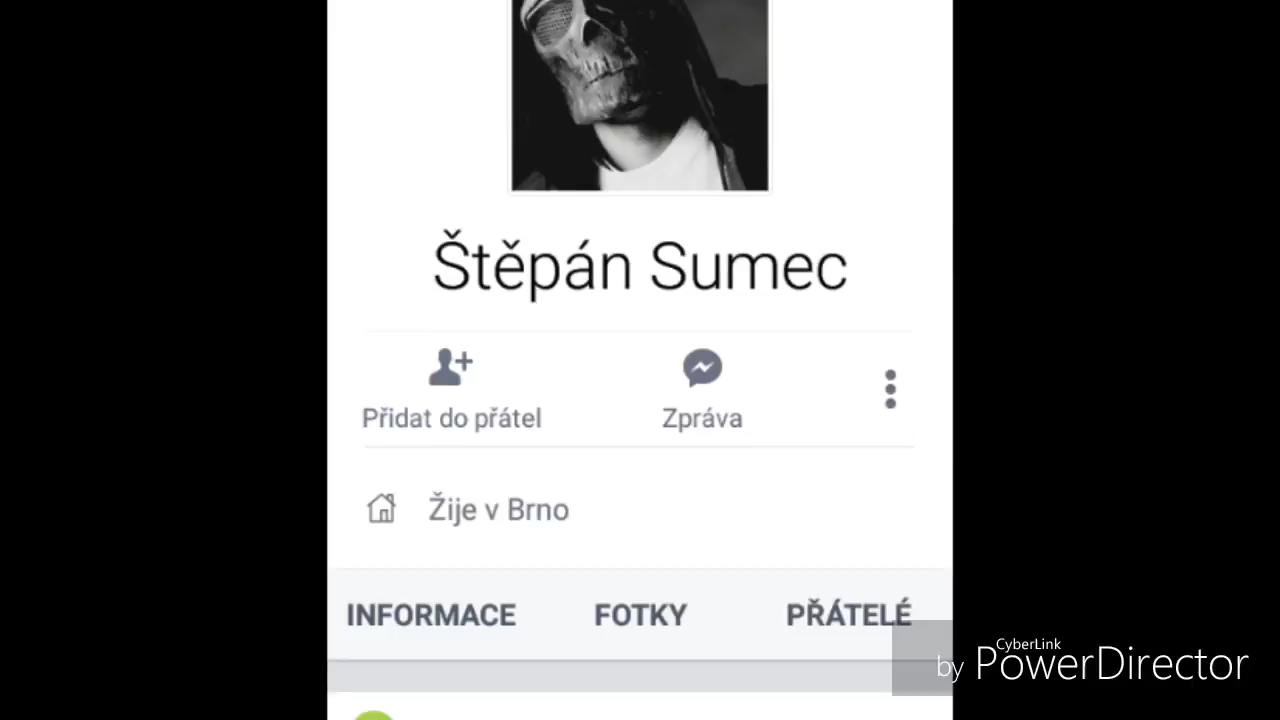 Štěpán Sumec
Přidat do přátel
Zpráva
Žije v Brno
INFORMACE FOTKY PŘÁTELÉ
CyberLink
by PowerDirector